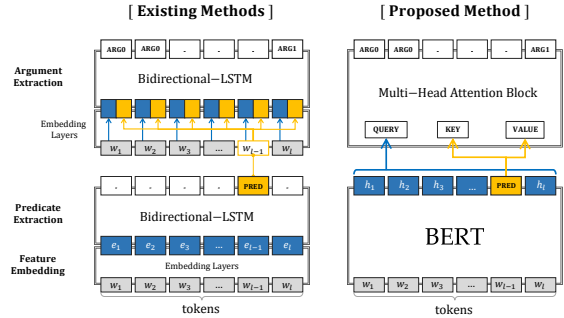 [ Existing Methods ]
[ Proposed Method ]
ARG0 ARG0 - - - ARG1
Argument
Extraction
Bidirectional-LSTM
Embedding
Layers
w1 w2 w3 ... wl−1 wl
- - - - PRED -
Predicate
Extraction
Bidirectional-LSTM
e1 e2 e3 ... el−1 el
Feature
Embedding
Embedding Layers
w1 w2 w3 ... wl−1 wl
tokens
ARG0 ARG0 - - - ARG1
Multi-Head Attention Block
QUERY KEY VALUE
h1 h2 h3 ... PRED hl
BERT
w1 w2 w3 ... wl−1 wl
tokens